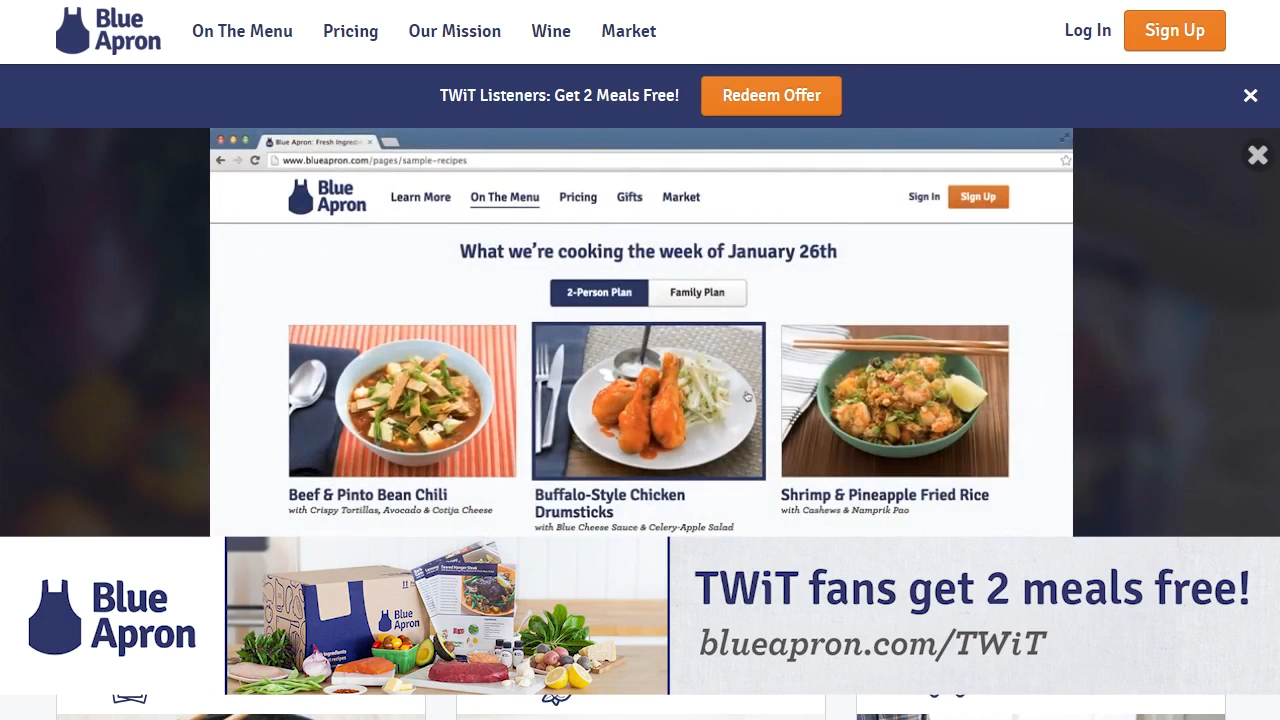 Blue Apron
On The Menu Pricing Our Mission Wine Market Log In Sign Up
TWiT Listeners: Get 2 Meals Free! Redeem Offer
Blue Apron: Fresh Ingredie
www.blueapron.com/pages/sample-recipes
Blue Apron
Learn More On The Menu Pricing Gifts Market Sign In Sign Up
What we're cooking the week of January 26th
2-Person Plan Family Plan
Beef & Pinto Bean Chili
with Crispy Tortillas, Avocado & Cotija Cheese
Buffalo-Style Chicken
Drumsticks
with Blue Cheese Sauce & Celery-Apple Salad
Shrimp & Pineapple Fried Rice
with Cashews & Namprik Pao
Blue
Apron
Blue
Apron
TWiT fans get 2 meals free!
blueapron.com/TWiT